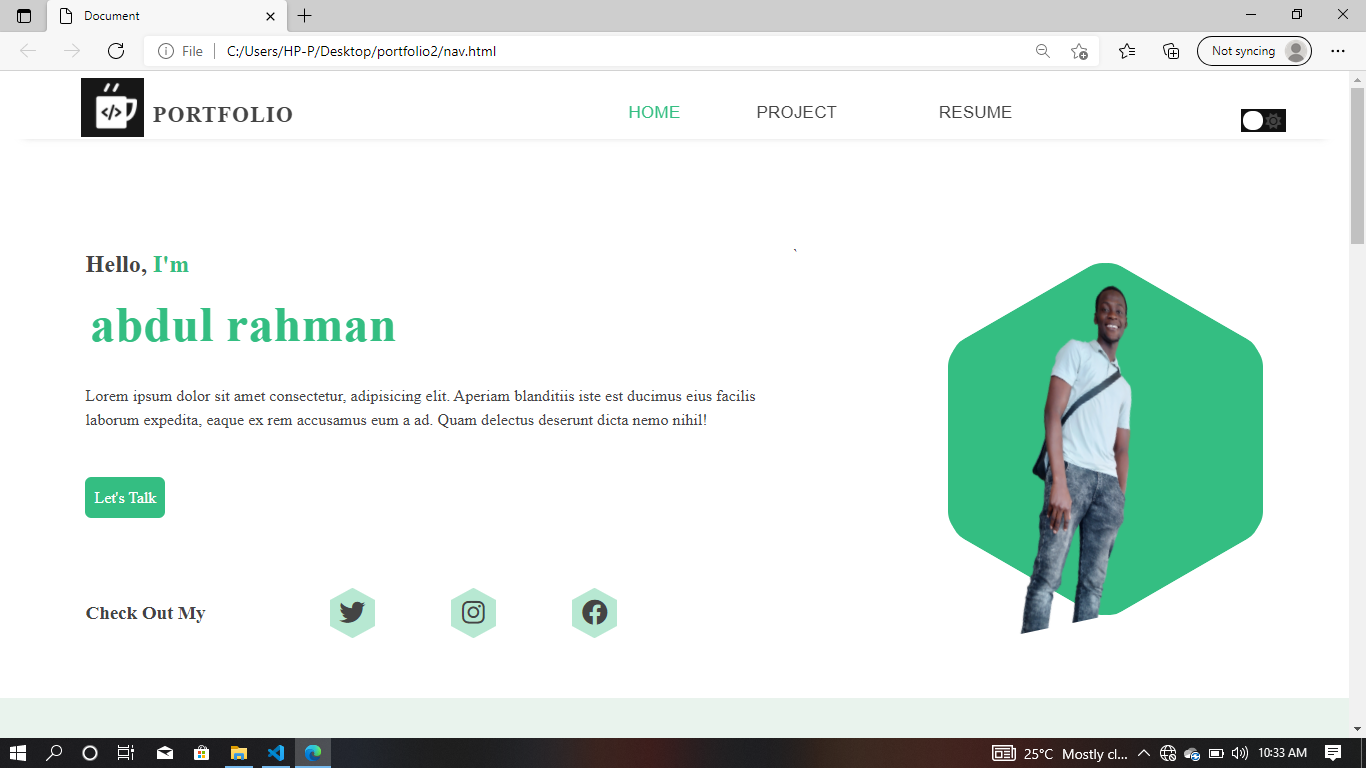 Document
File
C:/Users/HP-P/Desktop/portfolio2/nav.html
Not syncing
</>
PORTFOLIO
HOME
PROJECT
RESUME
`
Hello, I'm
abdul rahman
Lorem ipsum dolor sit amet consectetur, adipisicing elit. Aperiam blanditiis iste est ducimus eius facilis
laborum expedita, eaque ex rem accusamus eum a ad. Quam delectus deserunt dicta nemo nihil!
Let's Talk
Check Out My
25°C Mostly cl...
10:33 AM